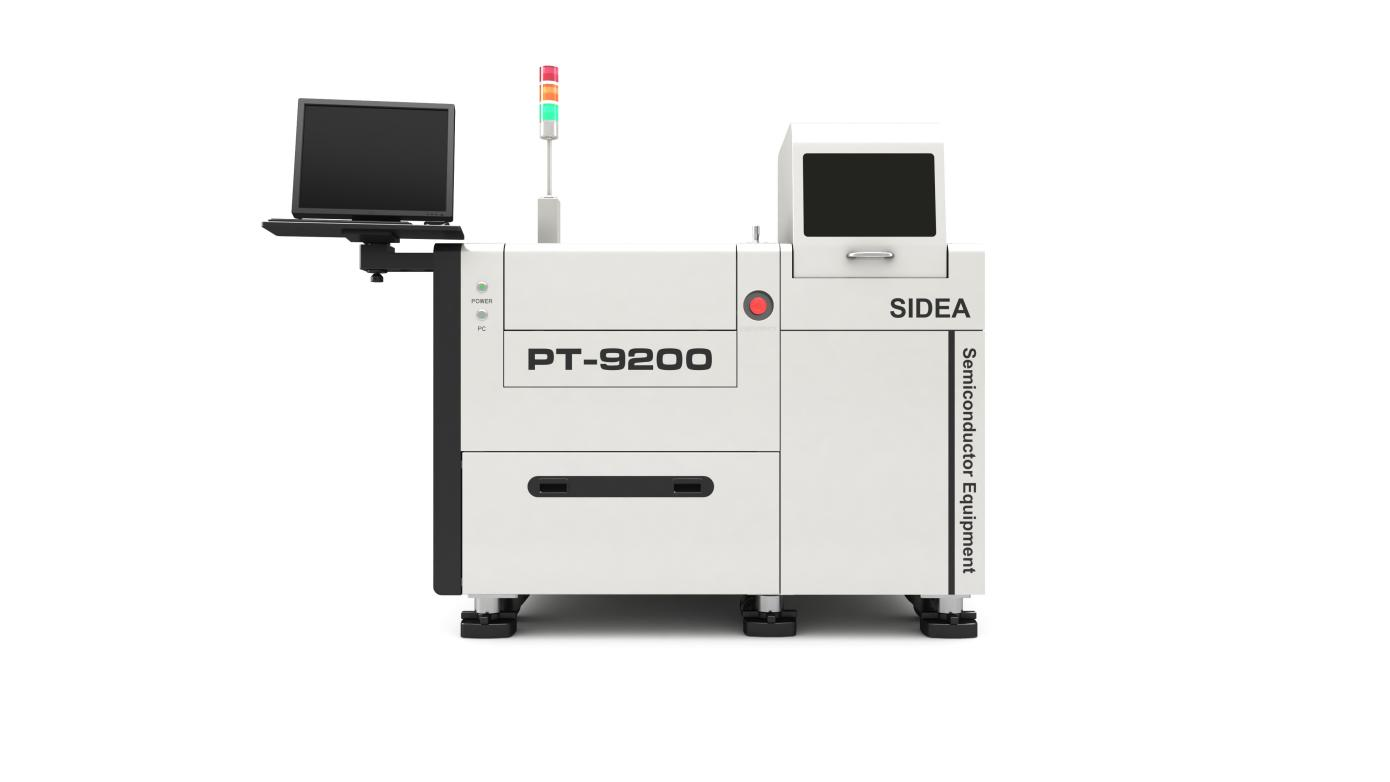 POWER
PC
PT-9200
SIDEA
Semiconductor Equipment